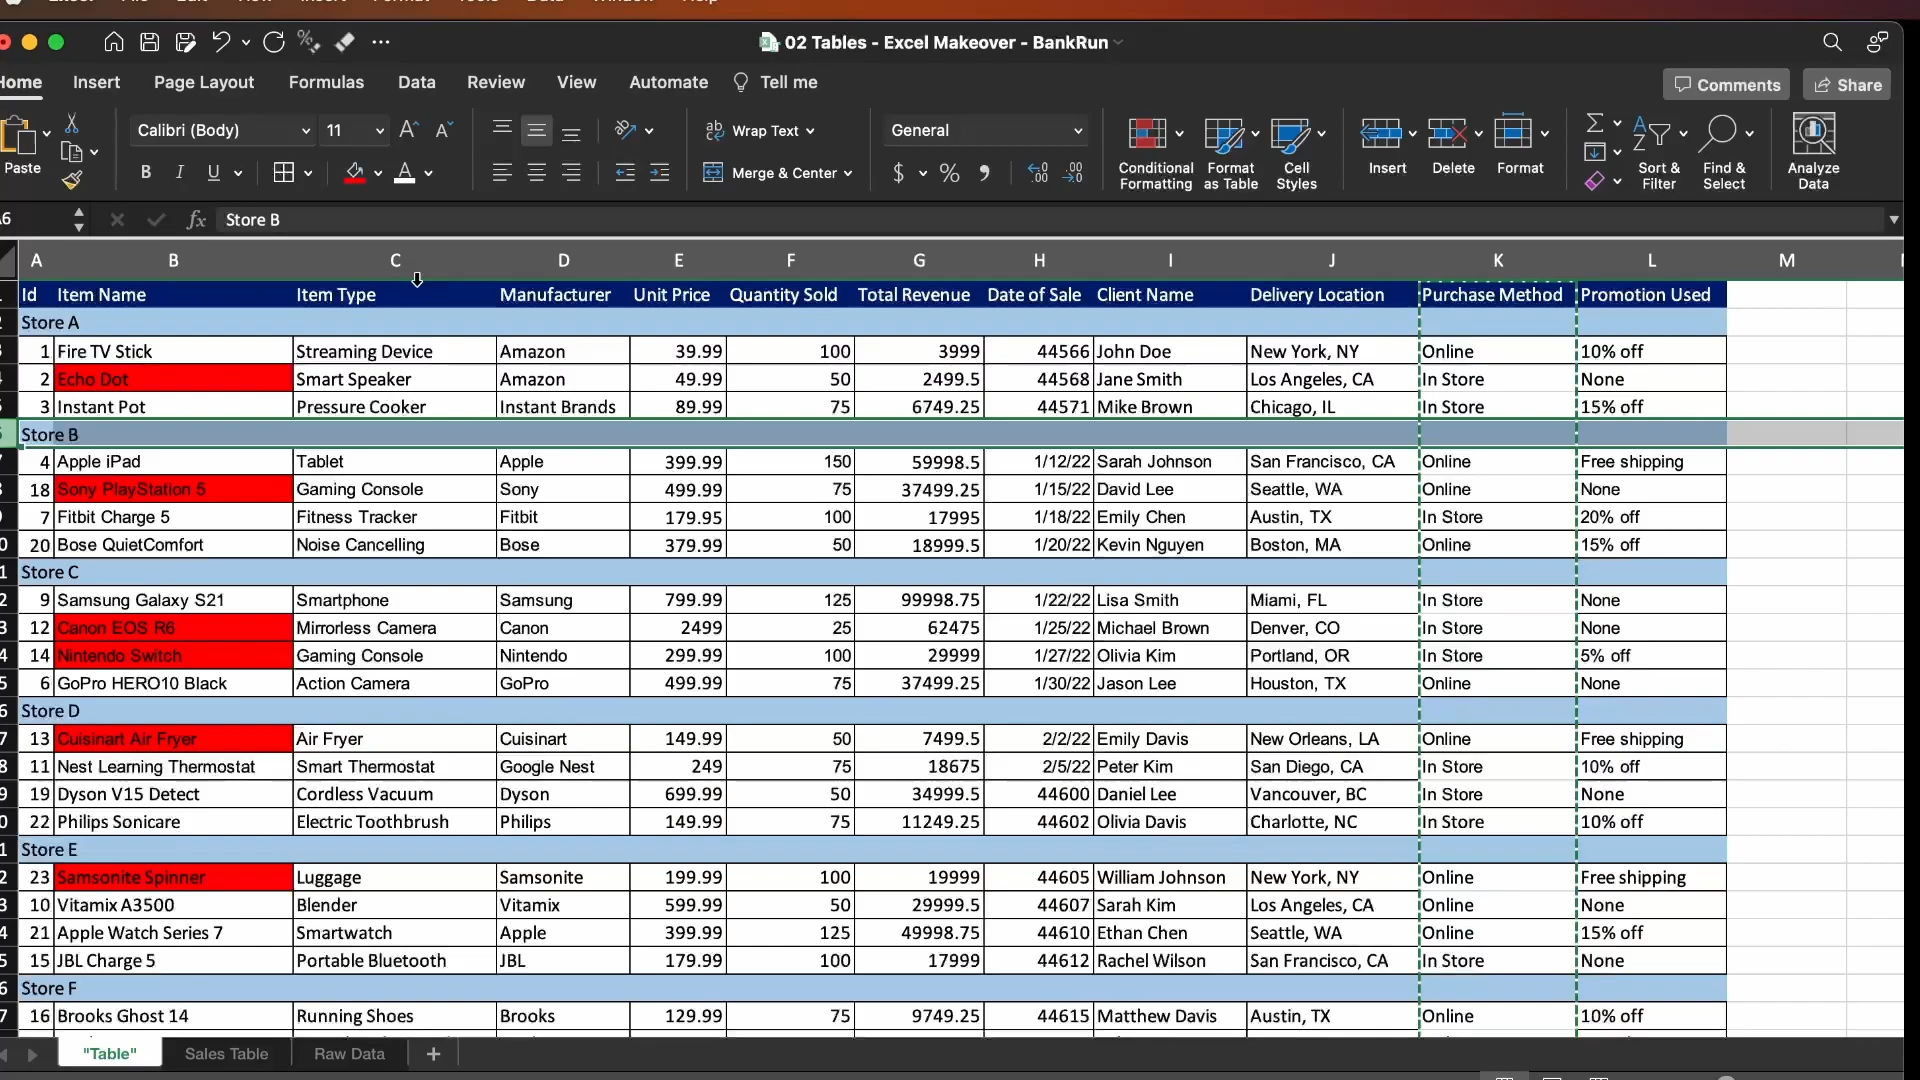 02 Tables - Excel Makeover - BankRun
Home Insert Page Layout Formulas Data Review View Automate Tell me Comments Share
Paste Calibri (Body) 11 Wrap Text General Conditional Formatting Format as Table Cell Styles Insert Delete Format Sort & Filter Find & Select Analyze Data
B I U Merge & Center $ % ,
A6 fx Store B
A B C D E F G H I J K L M
Id Item Name Item Type Manufacturer Unit Price Quantity Sold Total Revenue Date of Sale Client Name Delivery Location Purchase Method Promotion Used
Store A
1 Fire TV Stick Streaming Device Amazon 39.99 100 3999 44566 John Doe New York, NY Online 10% off
2 Echo Dot Smart Speaker Amazon 49.99 50 2499.5 44568 Jane Smith Los Angeles, CA In Store None
3 Instant Pot Pressure Cooker Instant Brands 89.99 75 6749.25 44571 Mike Brown Chicago, IL In Store 15% off
Store B
4 Apple iPad Tablet Apple 399.99 150 59998.5 1/12/22 Sarah Johnson San Francisco, CA Online Free shipping
18 Sony PlayStation 5 Gaming Console Sony 499.99 75 37499.25 1/15/22 David Lee Seattle, WA Online None
7 Fitbit Charge 5 Fitness Tracker Fitbit 179.95 100 17995 1/18/22 Emily Chen Austin, TX In Store 20% off
20 Bose QuietComfort Noise Cancelling Bose 379.99 50 18999.5 1/20/22 Kevin Nguyen Boston, MA Online 15% off
Store C
9 Samsung Galaxy S21 Smartphone Samsung 799.99 125 99998.75 1/22/22 Lisa Smith Miami, FL In Store None
12 Canon EOS R6 Mirrorless Camera Canon 2499 25 62475 1/25/22 Michael Brown Denver, CO In Store None
14 Nintendo Switch Gaming Console Nintendo 299.99 100 29999 1/27/22 Olivia Kim Portland, OR In Store 5% off
6 GoPro HERO10 Black Action Camera GoPro 499.99 75 37499.25 1/30/22 Jason Lee Houston, TX Online None
Store D
13 Cuisinart Air Fryer Air Fryer Cuisinart 149.99 50 7499.5 2/2/22 Emily Davis New Orleans, LA Online Free shipping
11 Nest Learning Thermostat Smart Thermostat Google Nest 249 75 18675 2/5/22 Peter Kim San Diego, CA In Store 10% off
19 Dyson V15 Detect Cordless Vacuum Dyson 699.99 50 34999.5 44600 Daniel Lee Vancouver, BC In Store None
22 Philips Sonicare Electric Toothbrush Philips 149.99 75 11249.25 44602 Olivia Davis Charlotte, NC In Store 10% off
Store E
23 Samsonite Spinner Luggage Samsonite 199.99 100 19999 44605 William Johnson New York, NY Online Free shipping
10 Vitamix A3500 Blender Vitamix 599.99 50 29999.5 44607 Sarah Kim Los Angeles, CA Online None
21 Apple Watch Series 7 Smartwatch Apple 399.99 125 49998.75 44610 Ethan Chen Seattle, WA Online 15% off
15 JBL Charge 5 Portable Bluetooth JBL 179.99 100 17999 44612 Rachel Wilson San Francisco, CA In Store None
Store F
16 Brooks Ghost 14 Running Shoes Brooks 129.99 75 9749.25 44615 Matthew Davis Austin, TX Online 10% off
"Table" Sales Table Raw Data +